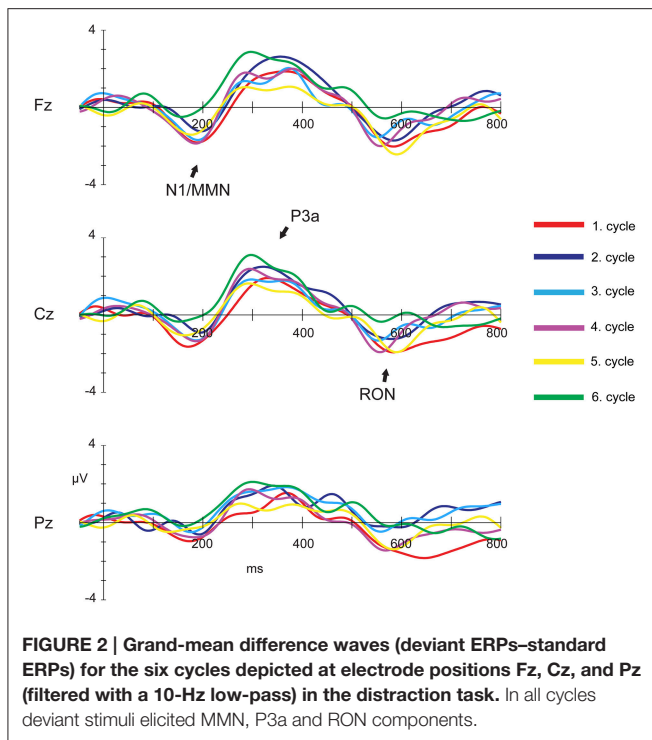 4
Fz
200
400
600
800
-4
N1/MMN
P3a
4
Cz
200
400
600
800
-4
RON
1. cycle
2. cycle
3. cycle
4. cycle
5. cycle
6. cycle
4
µV
Pz
200
400
600
800
ms
-4
FIGURE 2 | Grand-mean difference waves (deviant ERPs–standard
ERPs) for the six cycles depicted at electrode positions Fz, Cz, and Pz
(filtered with a 10-Hz low-pass) in the distraction task. In all cycles
deviant stimuli elicited MMN, P3a and RON components.